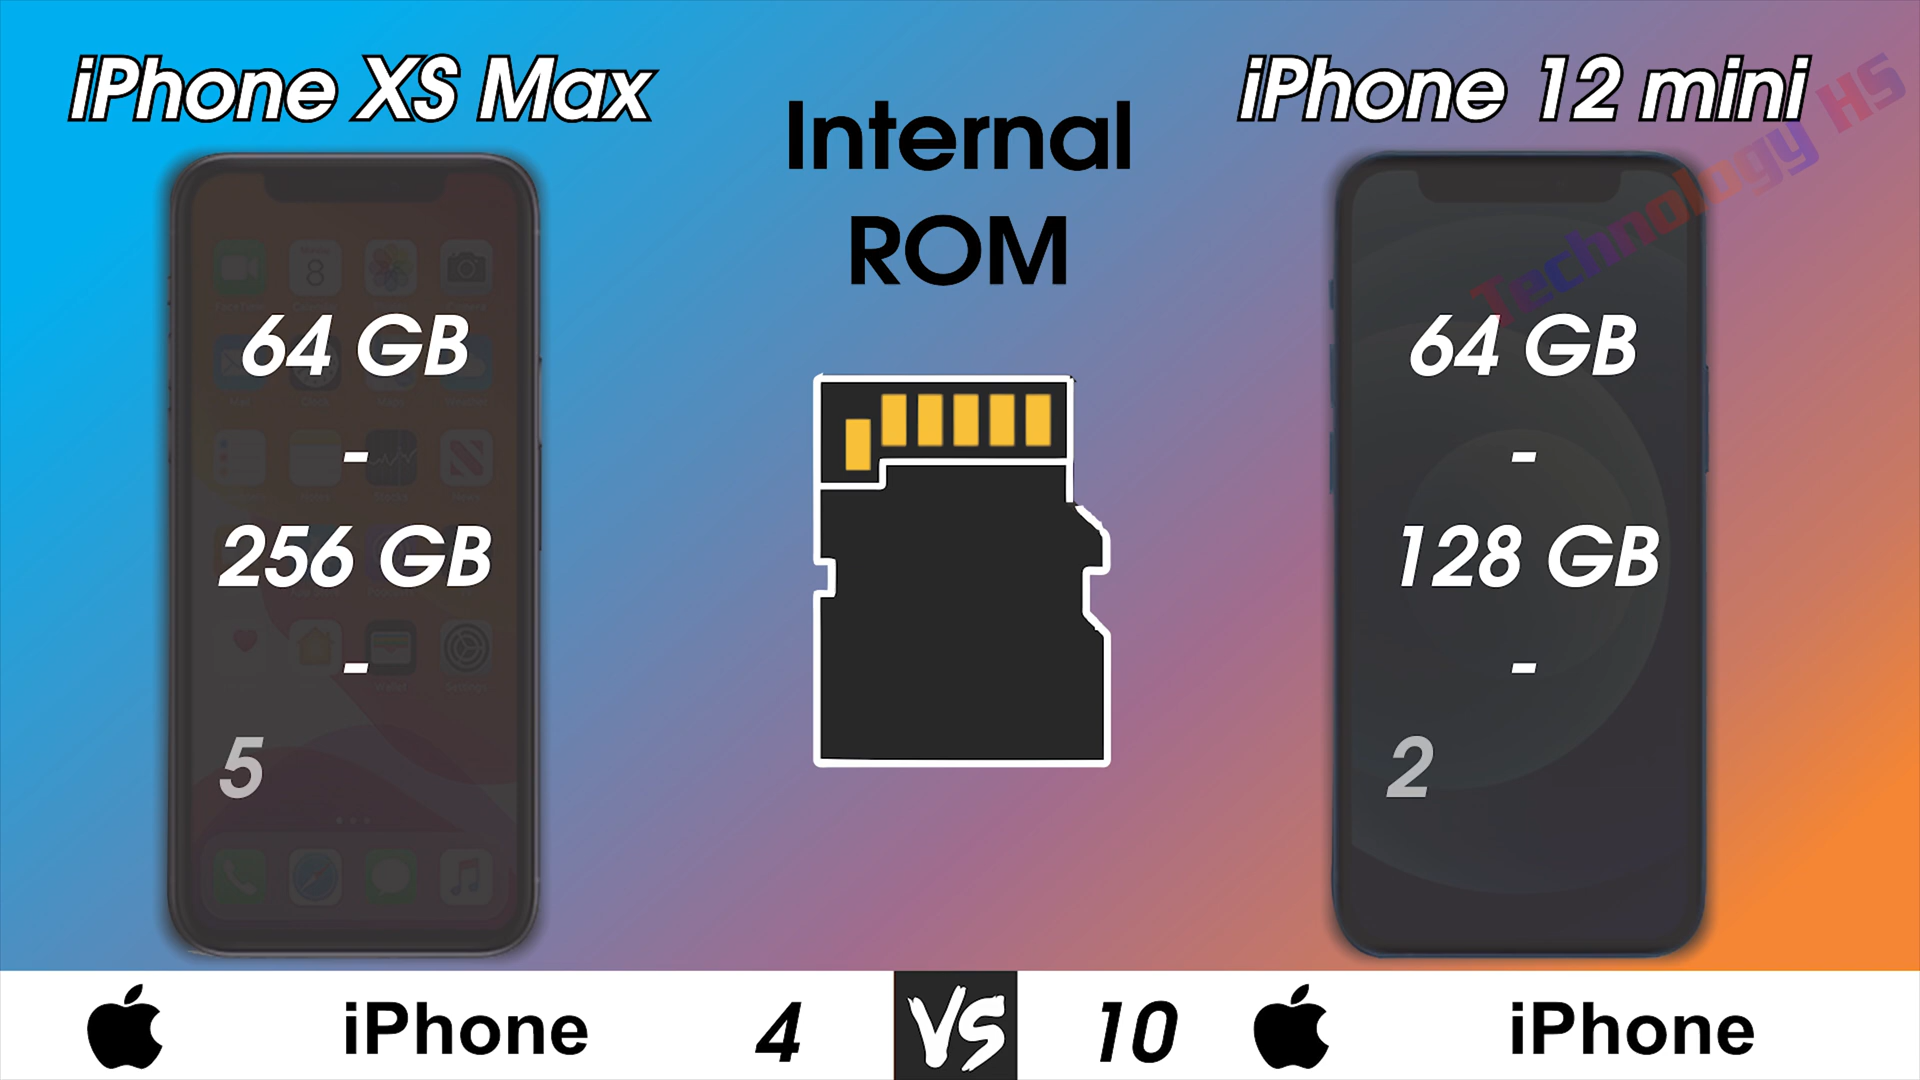 iPhone XS Max
Internal
ROM
iPhone 12 mini
Technology HS
64 GB
-
256 GB
-
5
64 GB
-
128 GB
-
2
8
iPhone
4
VS
10
iPhone